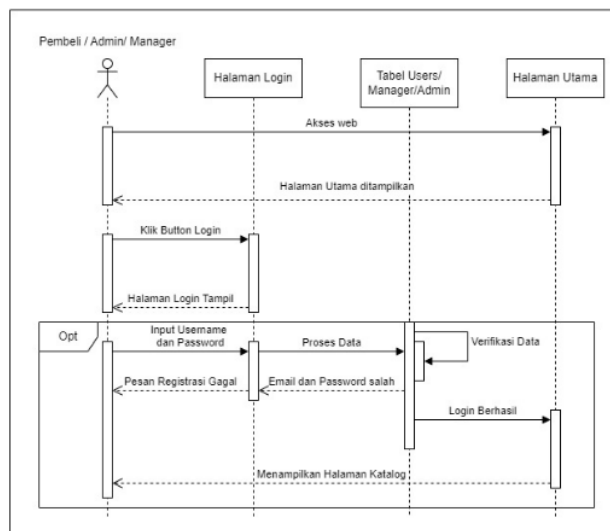 Pembeli / Admin/ Manager
Halaman Login
Tabel Users/
Manager/Admin
Halaman Utama
Akses web
Halaman Utama ditampilkan
Klik Button Login
Halaman Login Tampil
Opt
Input Username
dan Password
Proses Data
Verifikasi Data
Pesan Registrasi Gagal
Email dan Password salah
Login Berhasil
Menampilkan Halaman Katalog